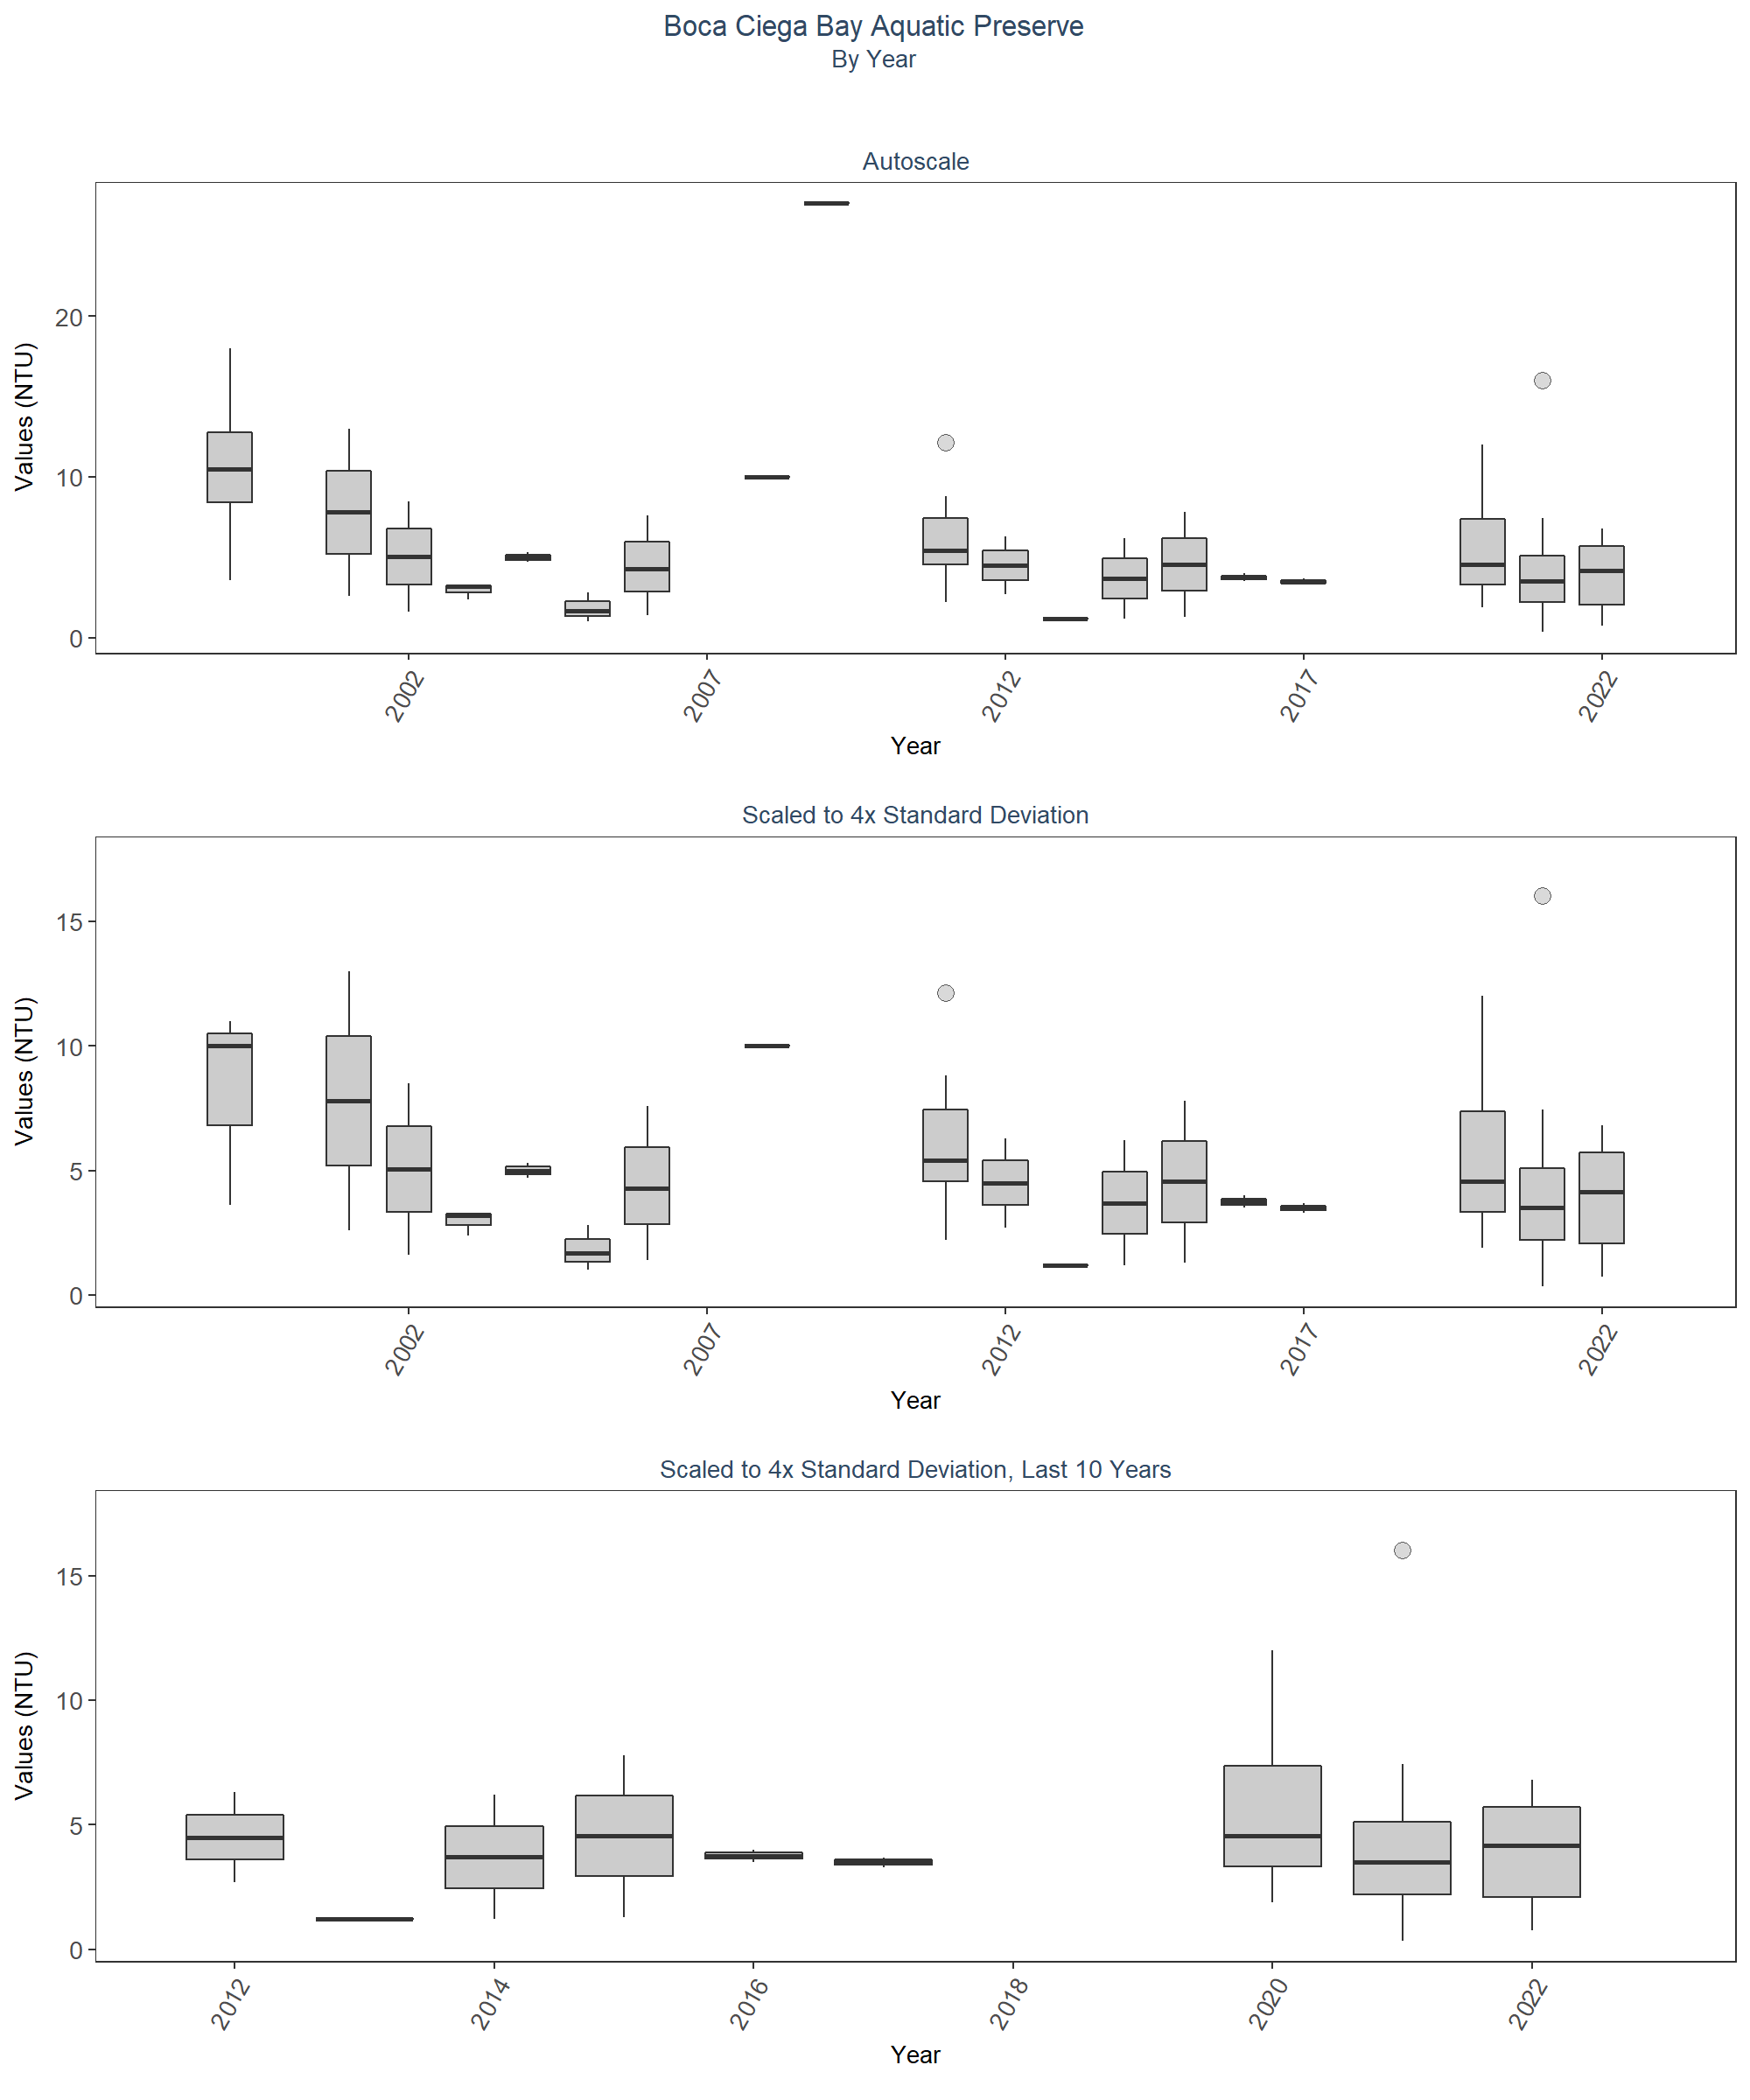 Boca Ciega Bay Aquatic Preserve
By Year
Autoscale
Values (NTU)
20
10
0
2002 2007 2012 2017 2022
Year
Scaled to 4x Standard Deviation
Values (NTU)
15
10
5
0
2002 2007 2012 2017 2022
Year
Scaled to 4x Standard Deviation, Last 10 Years
Values (NTU)
15
10
5
0
2012 2014 2016 2018 2020 2022
Year